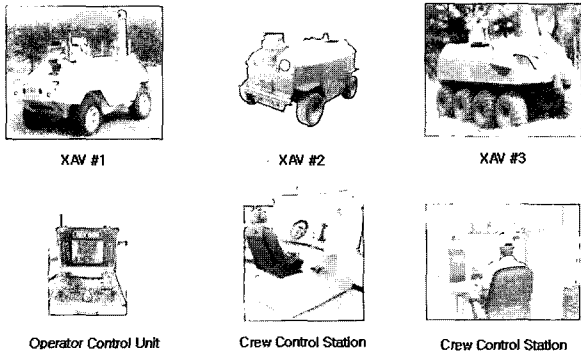 XAV #1
XAV #2
XAV #3
Operator Control Unit
Crew Control Station
Crew Control Station